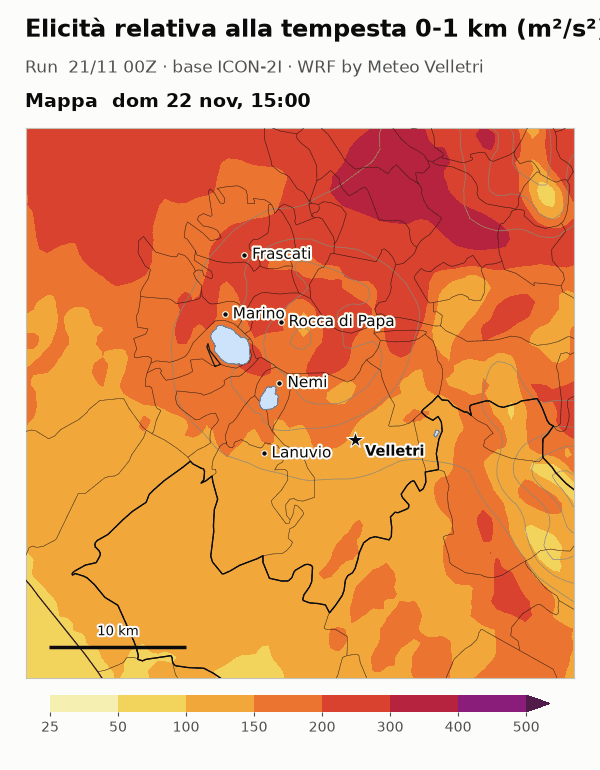 Elicità relativa alla tempesta 0-1 km (m²/s²)
Run  21/11 00Z · base ICON-2I · WRF by Meteo Velletri
Mappa  dom 22 nov, 15:00
Frascati
Marino
Rocca di Papa
Nemi
Lanuvio
Velletri
10 km
25 50 100 150 200 300 400 500